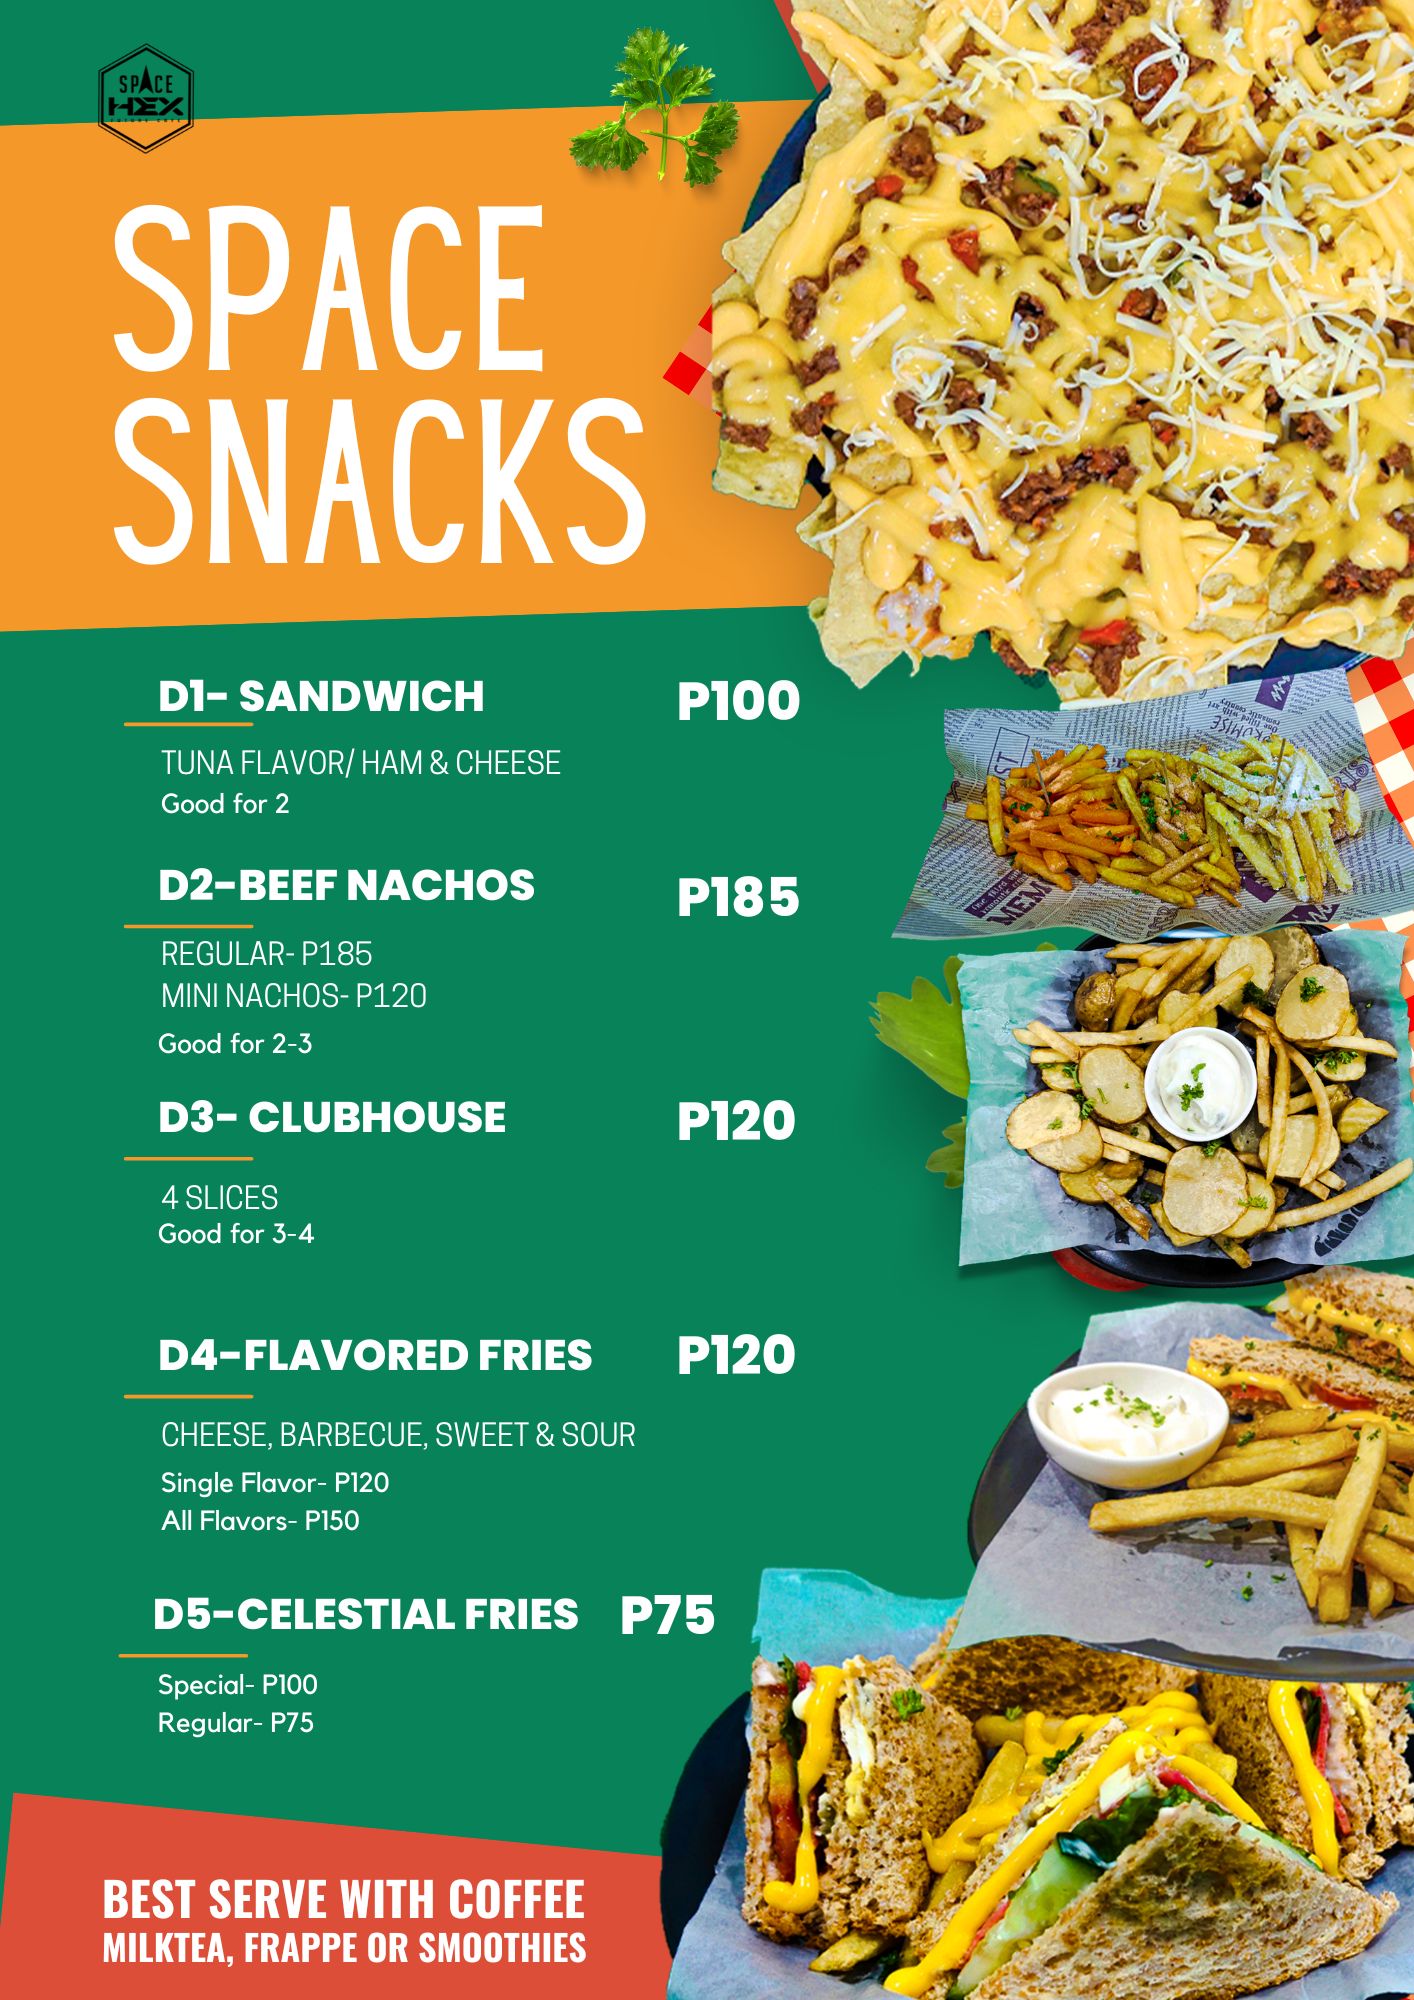 SPACE
HEX
SPACE
SNACKS
D1- SANDWICH P100
TUNA FLAVOR/ HAM & CHEESE
Good for 2
D2-BEEF NACHOS P185
REGULAR- P185
MINI NACHOS- P120
Good for 2-3
D3- CLUBHOUSE P120
4 SLICES
Good for 3-4
D4-FLAVORED FRIES P120
CHEESE, BARBECUE, SWEET & SOUR
Single Flavor- P120
All Flavors- P150
D5-CELESTIAL FRIES P75
Special- P100
Regular- P75
BEST SERVE WITH COFFEE
MILKTEA, FRAPPE OR SMOOTHIES